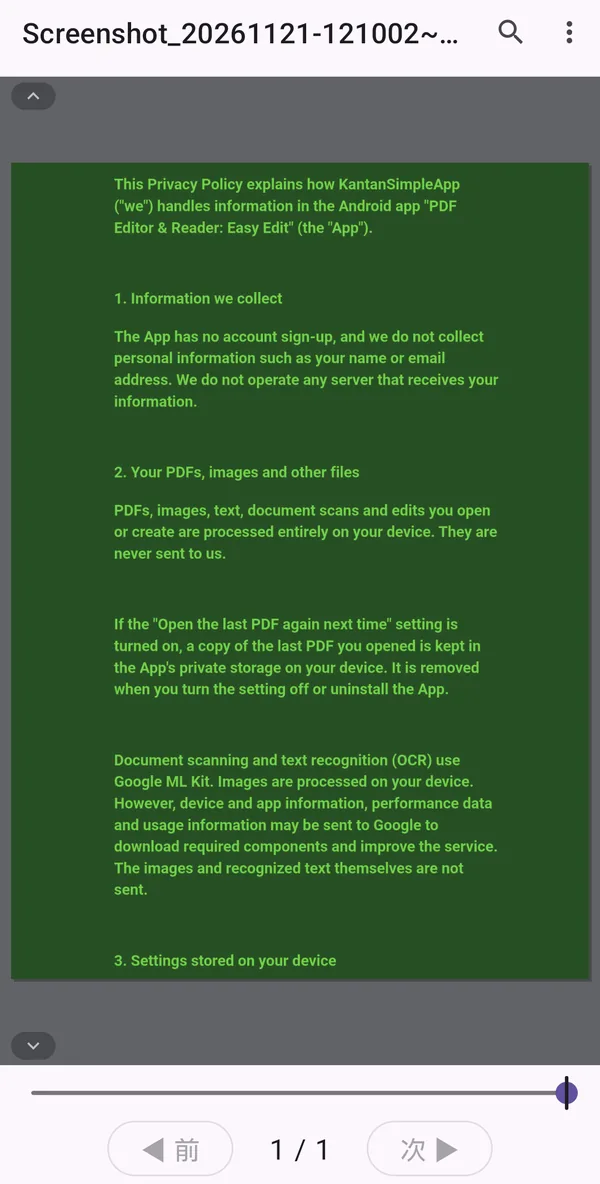 Screenshot_20261121-121002~...
This Privacy Policy explains how KantanSimpleApp
("we") handles information in the Android app "PDF
Editor & Reader: Easy Edit" (the "App").
1. Information we collect
The App has no account sign-up, and we do not collect
personal information such as your name or email
address. We do not operate any server that receives your
information.
2. Your PDFs, images and other files
PDFs, images, text, document scans and edits you open
or create are processed entirely on your device. They are
never sent to us.
If the "Open the last PDF again next time" setting is
turned on, a copy of the last PDF you opened is kept in
the App's private storage on your device. It is removed
when you turn the setting off or uninstall the App.
Document scanning and text recognition (OCR) use
Google ML Kit. Images are processed on your device.
However, device and app information, performance data
and usage information may be sent to Google to
download required components and improve the service.
The images and recognized text themselves are not
sent.
3. Settings stored on your device
◀ 前 1 / 1 次 ▶